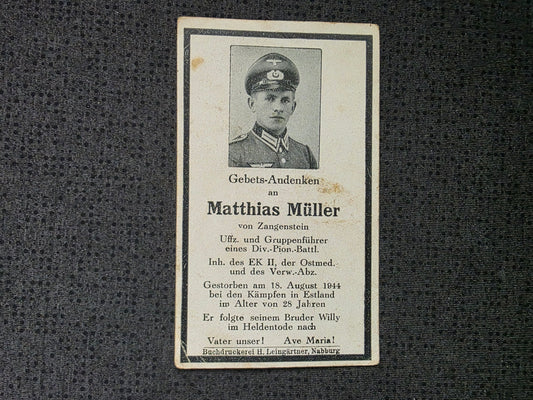 Gebets-Andenken
an
Matthias Müller
von Zangenstein
Uffz. und Gruppenführer
eines Div.-Pion.-Battl.
Inh. des EK II, der Ostmed.
und des Verw.-Abz.
Gestorben am 18. August 1944
bei den Kämpfen in Estland
im Alter von 28 Jahren
Er folgte seinem Bruder Willy
im Heldentode nach
Vater unser! Ave Maria!
Buchdruckerei H. Leingärtner, Nabburg